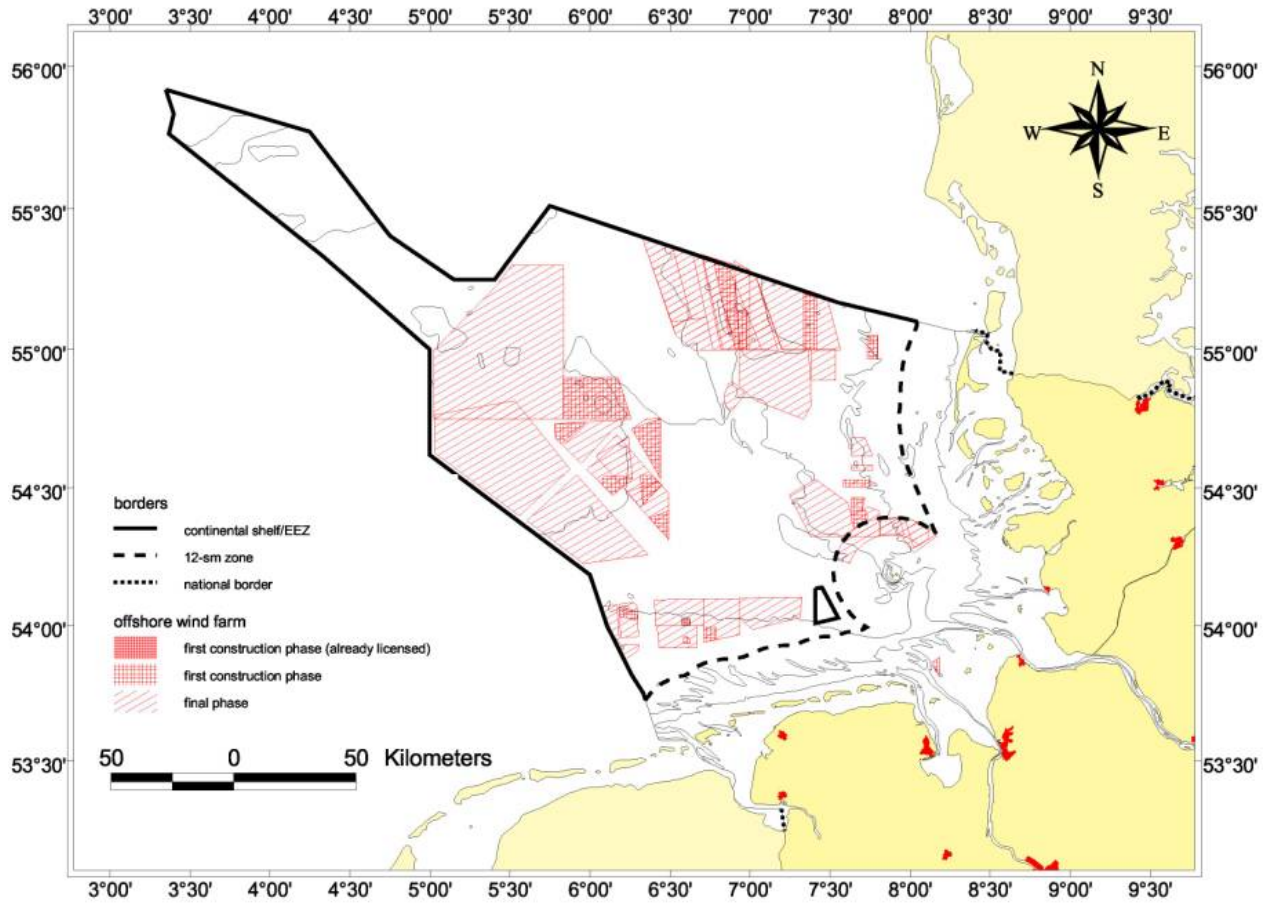 3°00' 3°30' 4°00' 4°30' 5°00' 5°30' 6°00' 6°30' 7°00' 7°30' 8°00' 8°30' 9°00' 9°30'
56°00' 56°00'
N
W E
S
55°30' 55°30'
55°00' 55°00'
54°30' 54°30'
borders
continental shelf/EEZ
12-sm zone
national border
54°00' 54°00'
offshore wind farm
first construction phase (already licensed)
first construction phase
final phase
50 0 50 Kilometers
53°30' 53°30'
3°00' 3°30' 4°00' 4°30' 5°00' 5°30' 6°00' 6°30' 7°00' 7°30' 8°00' 8°30' 9°00' 9°30'